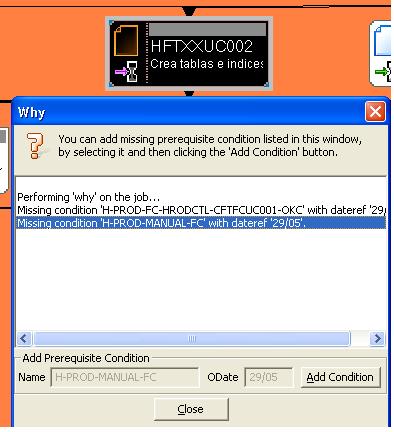 HFTXXUC002
Crea tablas e indices
Why
You can add missing prerequisite condition listed in this window,
by selecting it and then clicking the 'Add Condition' button.
Performing 'why' on the job...
Missing condition 'H-PROD-FC-HRODCTL-CFTFCUC001-OKC' with dateref '29/
Missing condition 'H-PROD-MANUAL-FC' with dateref '29/05'.
Add Prerequisite Condition
Name H-PROD-MANUAL-FC ODate 29/05 Add Condition
Close